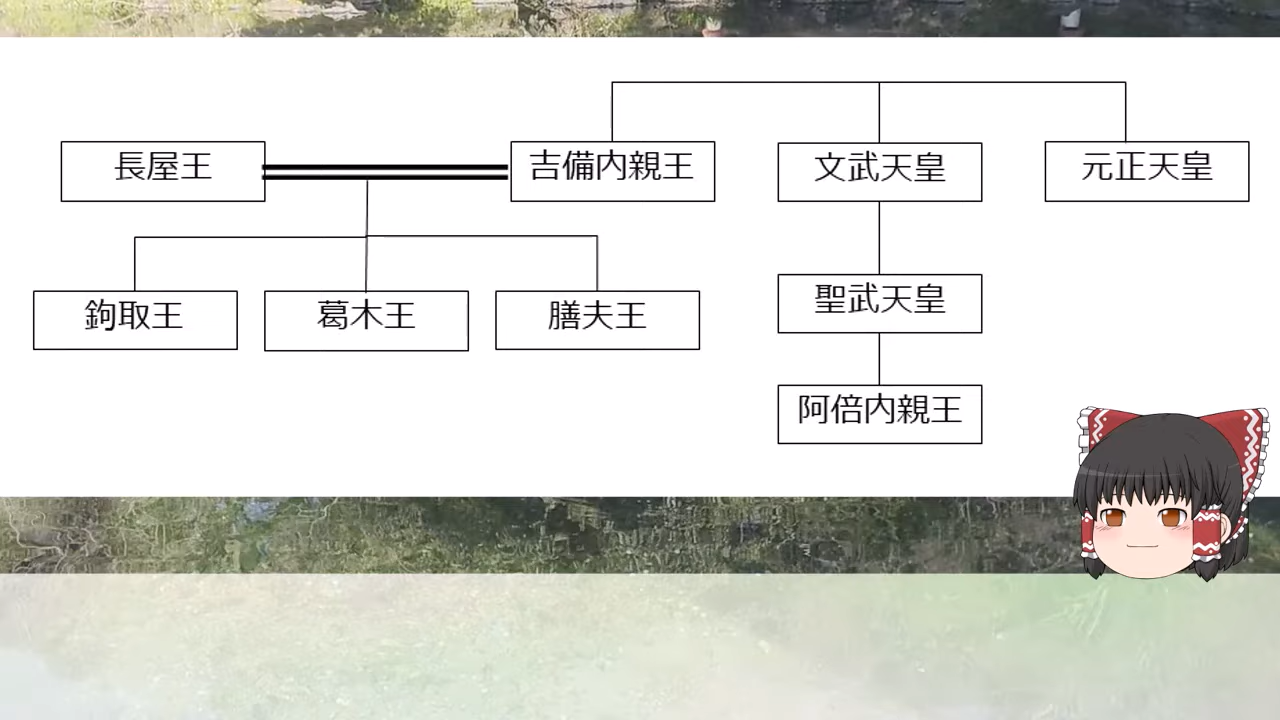 長屋王
吉備内親王
文武天皇
元正天皇
鉤取王
葛木王
膳夫王
聖武天皇
阿倍内親王